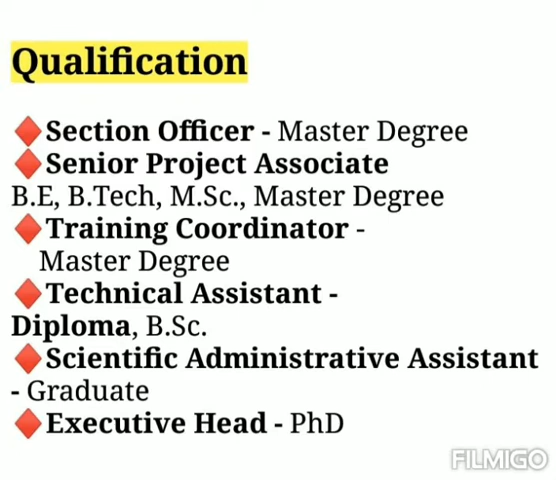 Qualification
♦Section Officer - Master Degree
♦Senior Project Associate
B.E, B.Tech, M.Sc., Master Degree
♦Training Coordinator -
Master Degree
♦Technical Assistant -
Diploma, B.Sc.
♦Scientific Administrative Assistant
- Graduate
♦Executive Head - PhD
FILMIGO